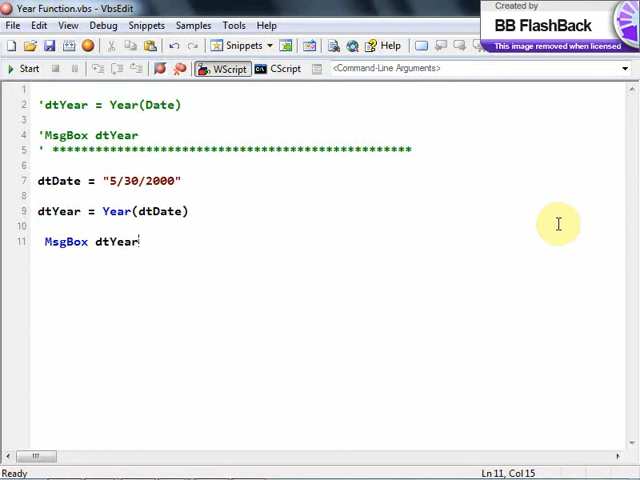 Year Function.vbs - VbsEdit
File Edit View Debug Snippets Samples Tools Help
Snippets Help
Start WScript CScript <Command-Line Arguments>
Created by
BB FlashBack
This image removed when licensed
1
2 'dtYear = Year(Date)
3
4 'MsgBox dtYear
5 ' **************************************************
6
7 dtDate = "5/30/2000"
8
9 dtYear = Year(dtDate)
10
11 MsgBox dtYear
Ready Ln 11, Col 15